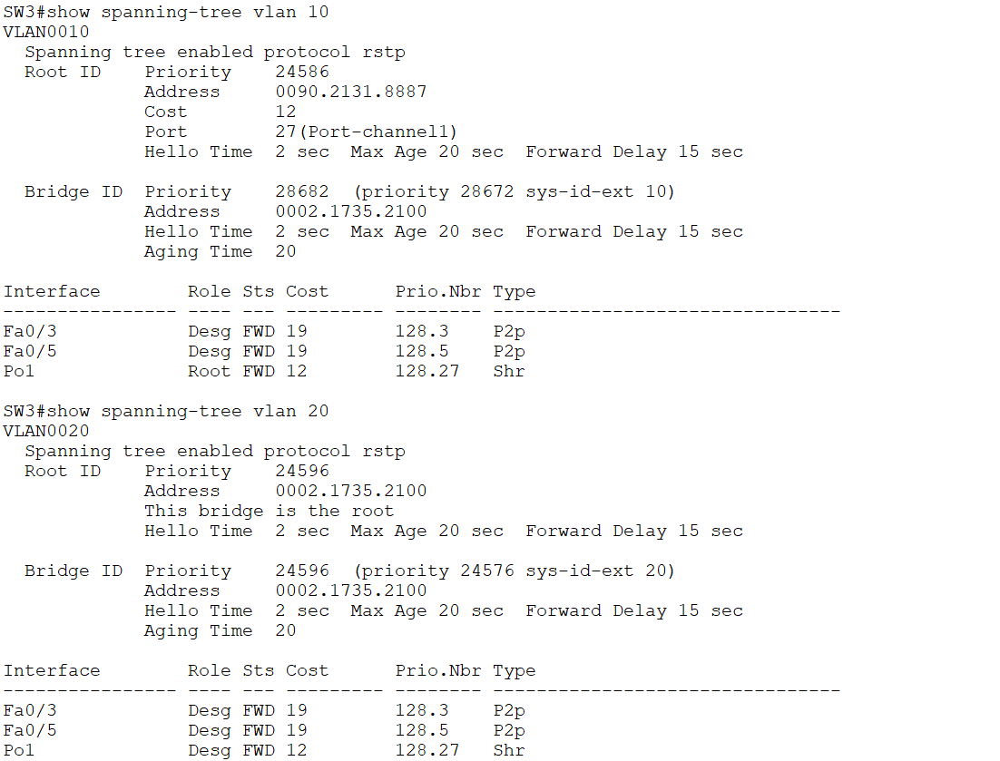 SW3#show spanning-tree vlan 10
VLAN0010
  Spanning tree enabled protocol rstp
  Root ID    Priority    24586
             Address     0090.2131.8887
             Cost        12
             Port        27(Port-channel1)
             Hello Time  2 sec  Max Age 20 sec  Forward Delay 15 sec

  Bridge ID  Priority    28682  (priority 28672 sys-id-ext 10)
             Address     0002.1735.2100
             Hello Time  2 sec  Max Age 20 sec  Forward Delay 15 sec
             Aging Time  20

Interface        Role Sts Cost      Prio.Nbr Type
---------------- ---- --- --------- -------- --------------------------------
Fa0/3            Desg FWD 19        128.3    P2p
Fa0/5            Desg FWD 19        128.5    P2p
Po1              Root FWD 12        128.27   Shr

SW3#show spanning-tree vlan 20
VLAN0020
  Spanning tree enabled protocol rstp
  Root ID    Priority    24596
             Address     0002.1735.2100
             This bridge is the root
             Hello Time  2 sec  Max Age 20 sec  Forward Delay 15 sec

  Bridge ID  Priority    24596  (priority 24576 sys-id-ext 20)
             Address     0002.1735.2100
             Hello Time  2 sec  Max Age 20 sec  Forward Delay 15 sec
             Aging Time  20

Interface        Role Sts Cost      Prio.Nbr Type
---------------- ---- --- --------- -------- --------------------------------
Fa0/3            Desg FWD 19        128.3    P2p
Fa0/5            Desg FWD 19        128.5    P2p
Po1              Desg FWD 12        128.27   Shr